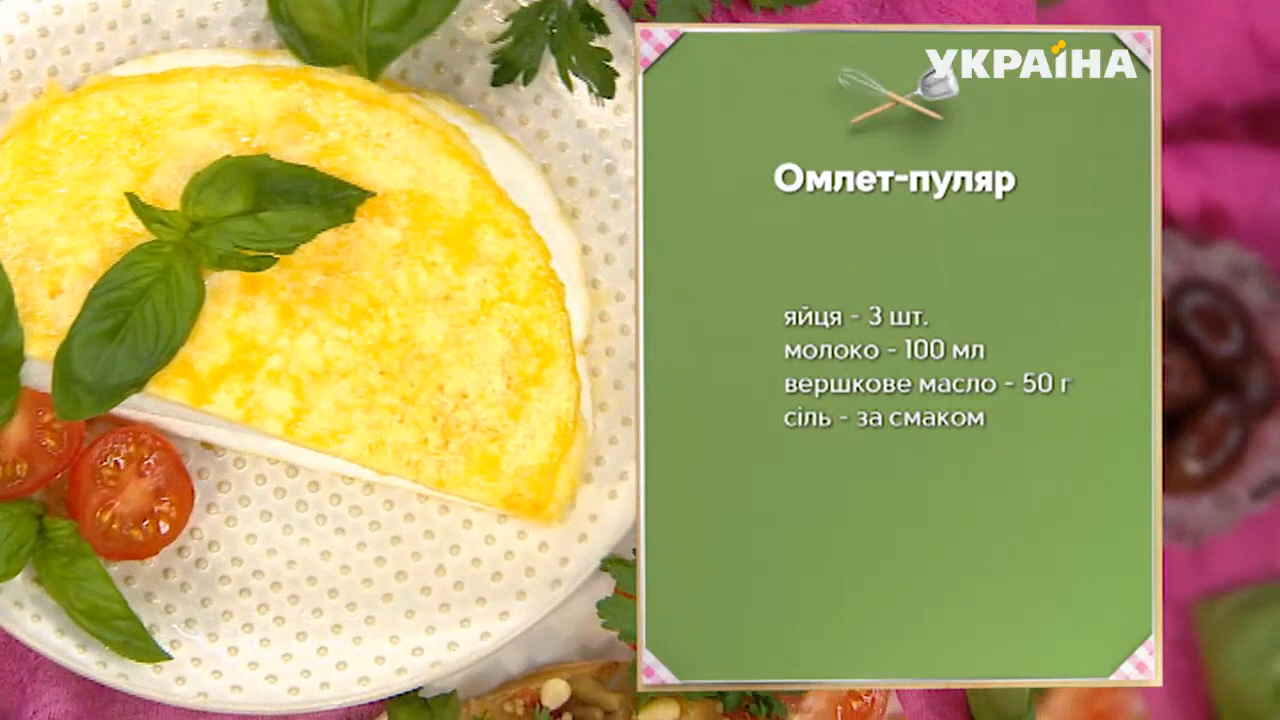 УКРАЇНА
Омлет-пуляр
яйця - 3 шт.
молоко - 100 мл
вершкове масло - 50 г
сіль - за смаком